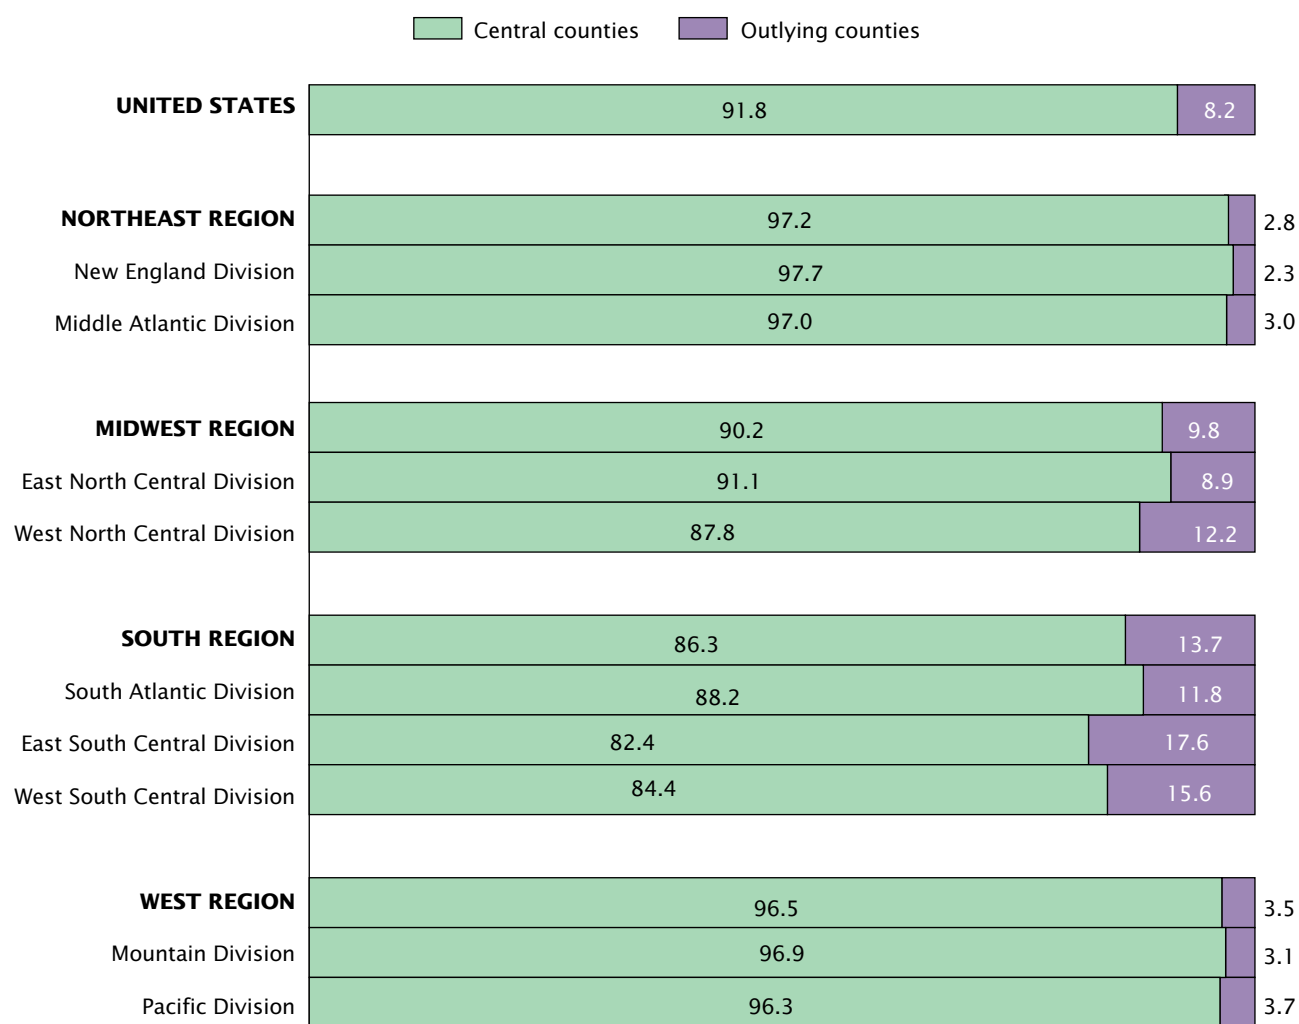 Central counties Outlying counties
UNITED STATES 91.8 8.2
NORTHEAST REGION 97.2 2.8
New England Division 97.7 2.3
Middle Atlantic Division 97.0 3.0
MIDWEST REGION 90.2 9.8
East North Central Division 91.1 8.9
West North Central Division 87.8 12.2
SOUTH REGION 86.3 13.7
South Atlantic Division 88.2 11.8
East South Central Division 82.4 17.6
West South Central Division 84.4 15.6
WEST REGION 96.5 3.5
Mountain Division 96.9 3.1
Pacific Division 96.3 3.7